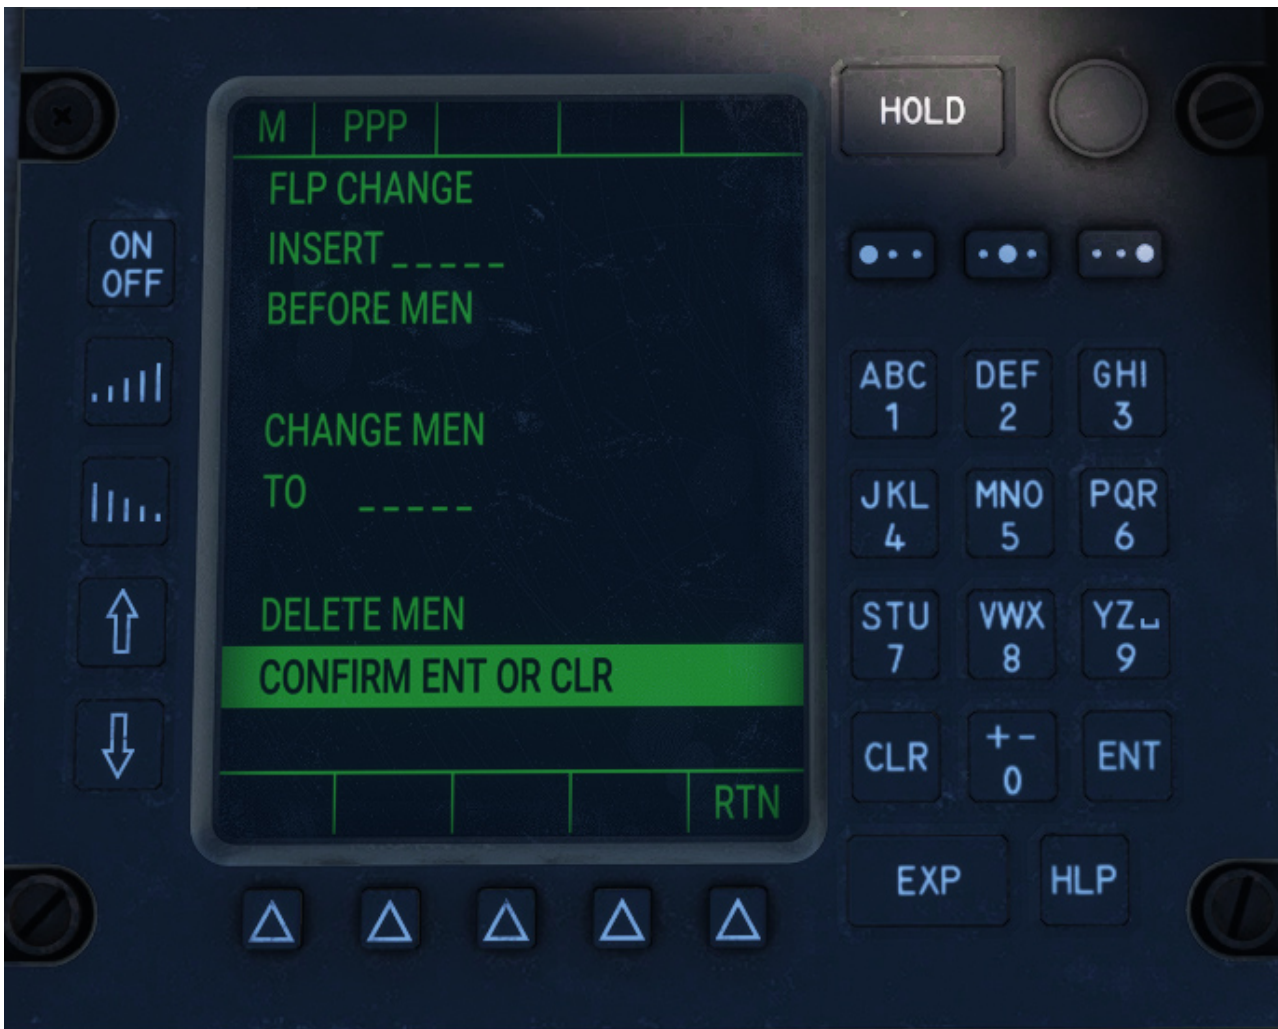 M PPP
FLP CHANGE
INSERT _ _ _ _ _
BEFORE MEN
CHANGE MEN
TO _ _ _ _ _
DELETE MEN
CONFIRM ENT OR CLR
RTN
ON
OFF
HOLD
ABC
1
DEF
2
GHI
3
JKL
4
MNO
5
PQR
6
STU
7
VWX
8
YZ␣
9
CLR
+ -
0
ENT
EXP
HLP